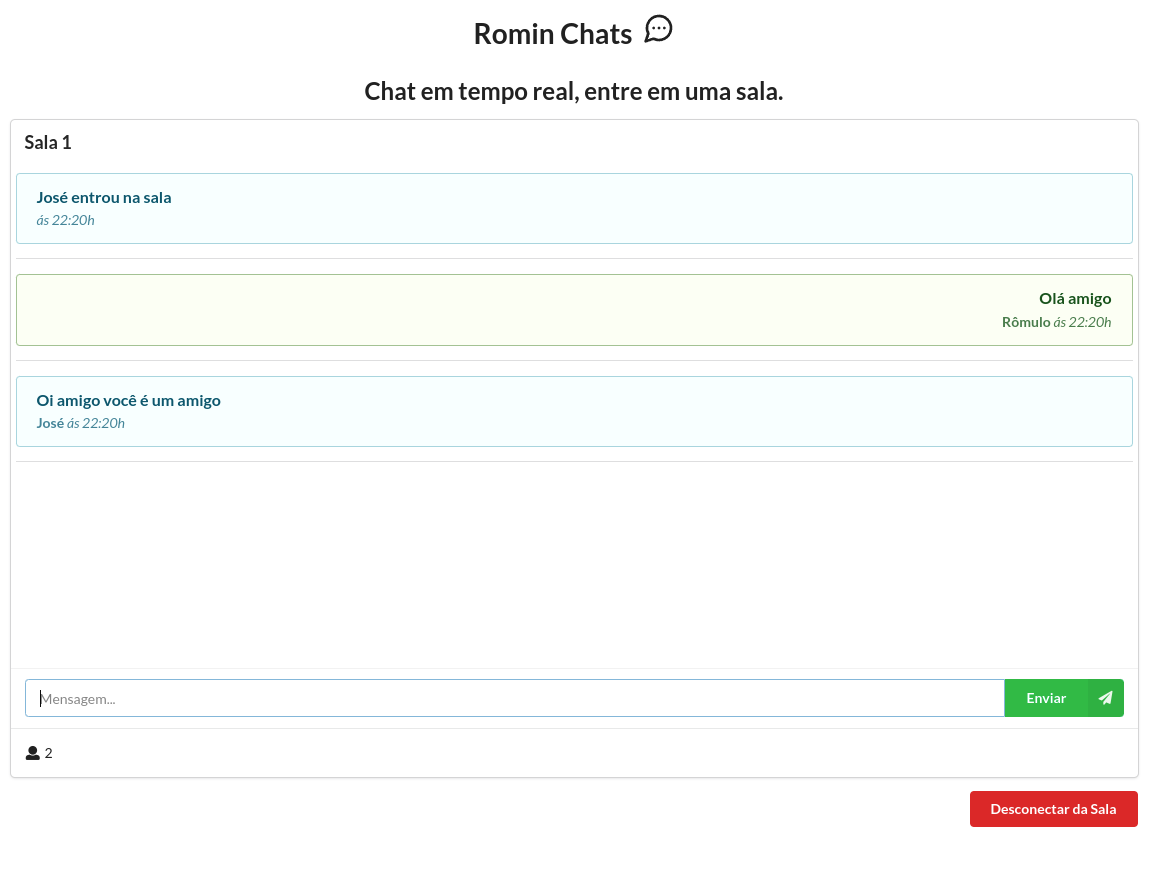 Romin Chats
Chat em tempo real, entre em uma sala.
Sala 1
José entrou na sala
ás 22:20h
Olá amigo
Rômulo ás 22:20h
Oi amigo você é um amigo
José ás 22:20h
Mensagem...
Enviar
2
Desconectar da Sala